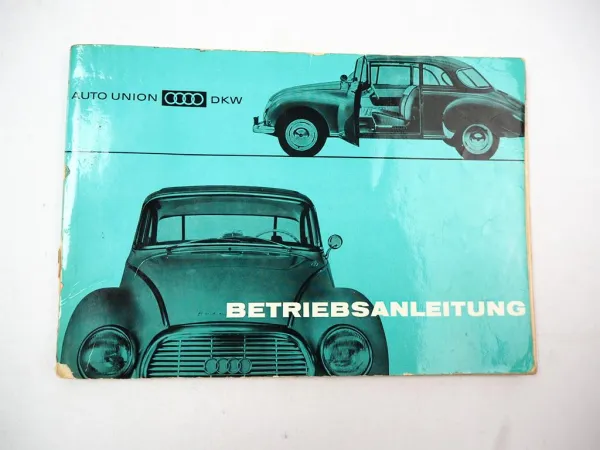 AUTO UNION DKW
BETRIEBSANLEITUNG